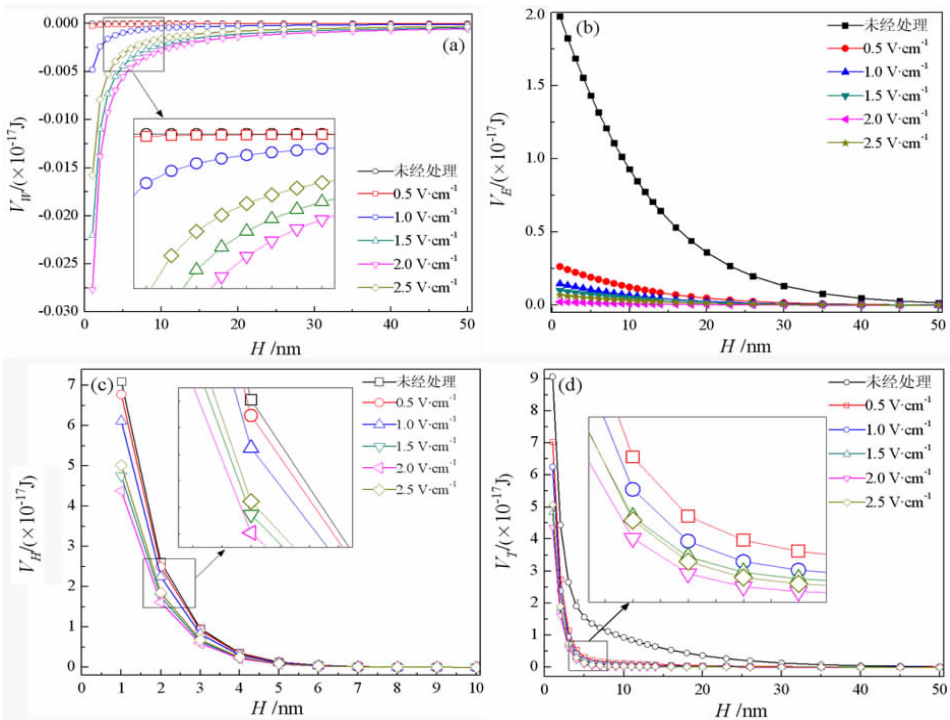 (a)
V_W/(×10⁻¹⁷J)
0.000
-0.005
-0.010
-0.015
-0.020
-0.025
-0.030
0 10 20 30 40 50
H /nm
未经处理
0.5 V·cm⁻¹
1.0 V·cm⁻¹
1.5 V·cm⁻¹
2.0 V·cm⁻¹
2.5 V·cm⁻¹
(b)
V_E/(×10⁻¹⁷J)
2.0
1.5
1.0
0.5
0.0
0 10 20 30 40 50
H /nm
未经处理
0.5 V·cm⁻¹
1.0 V·cm⁻¹
1.5 V·cm⁻¹
2.0 V·cm⁻¹
2.5 V·cm⁻¹
(c)
V_H/(×10⁻¹⁷J)
7
6
5
4
3
2
1
0
0 1 2 3 4 5 6 7 8 9 10
H /nm
未经处理
0.5 V·cm⁻¹
1.0 V·cm⁻¹
1.5 V·cm⁻¹
2.0 V·cm⁻¹
2.5 V·cm⁻¹
(d)
V_T/(×10⁻¹⁷J)
9
8
7
6
5
4
3
2
1
0
0 10 20 30 40 50
H /nm
未经处理
0.5 V·cm⁻¹
1.0 V·cm⁻¹
1.5 V·cm⁻¹
2.0 V·cm⁻¹
2.5 V·cm⁻¹